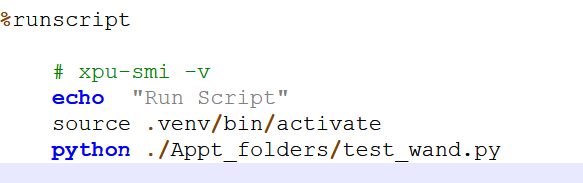 %runscript
# xpu-smi -v
echo  "Run Script"
source .venv/bin/activate
python ./Appt_folders/test_wand.py